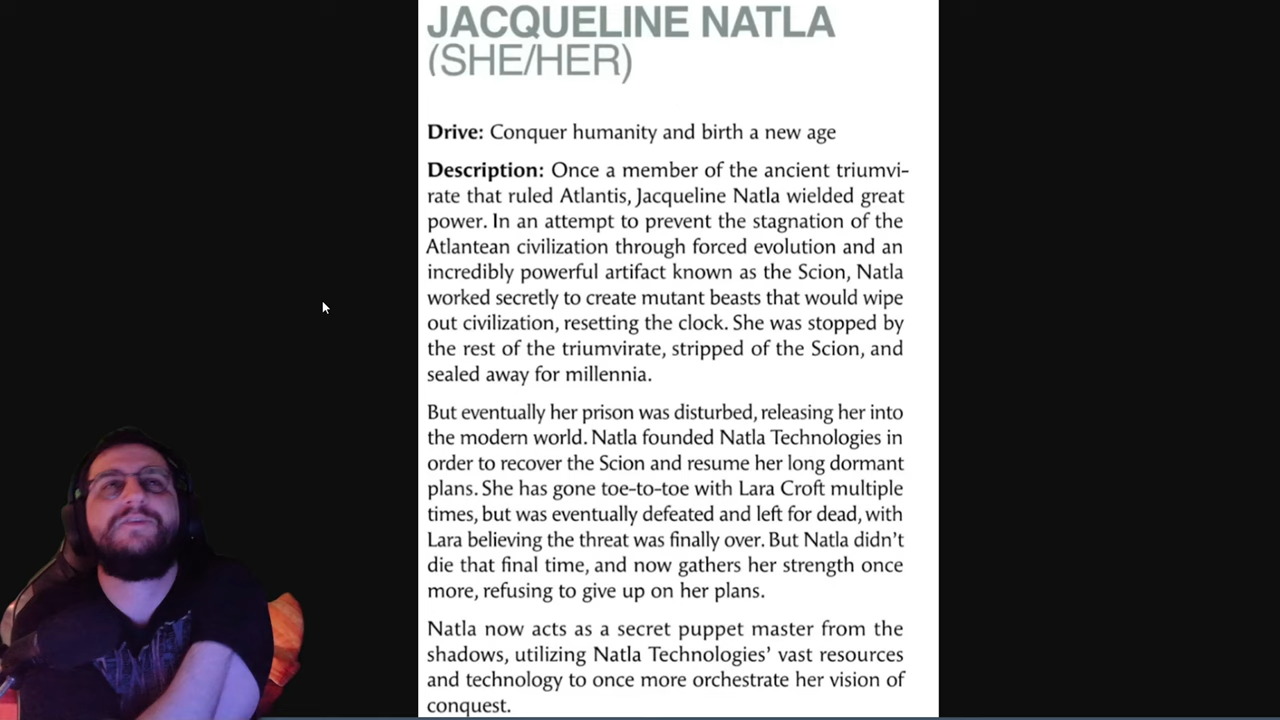 JACQUELINE NATLA
(SHE/HER)
Drive: Conquer humanity and birth a new age
Description: Once a member of the ancient triumvi-
rate that ruled Atlantis, Jacqueline Natla wielded great
power. In an attempt to prevent the stagnation of the
Atlantean civilization through forced evolution and an
incredibly powerful artifact known as the Scion, Natla
worked secretly to create mutant beasts that would wipe
out civilization, resetting the clock. She was stopped by
the rest of the triumvirate, stripped of the Scion, and
sealed away for millennia.
But eventually her prison was disturbed, releasing her into
the modern world. Natla founded Natla Technologies in
order to recover the Scion and resume her long dormant
plans. She has gone toe-to-toe with Lara Croft multiple
times, but was eventually defeated and left for dead, with
Lara believing the threat was finally over. But Natla didn't
die that final time, and now gathers her strength once
more, refusing to give up on her plans.
Natla now acts as a secret puppet master from the
shadows, utilizing Natla Technologies' vast resources
and technology to once more orchestrate her vision of
conquest.